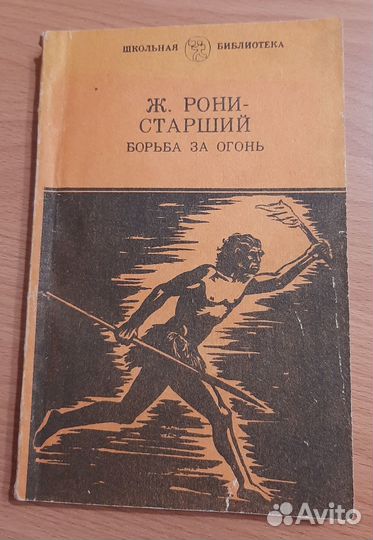 ШКОЛЬНАЯ БИБЛИОТЕКА
Ж. РОНИ-
СТАРШИЙ
БОРЬБА ЗА ОГОНЬ
Avito